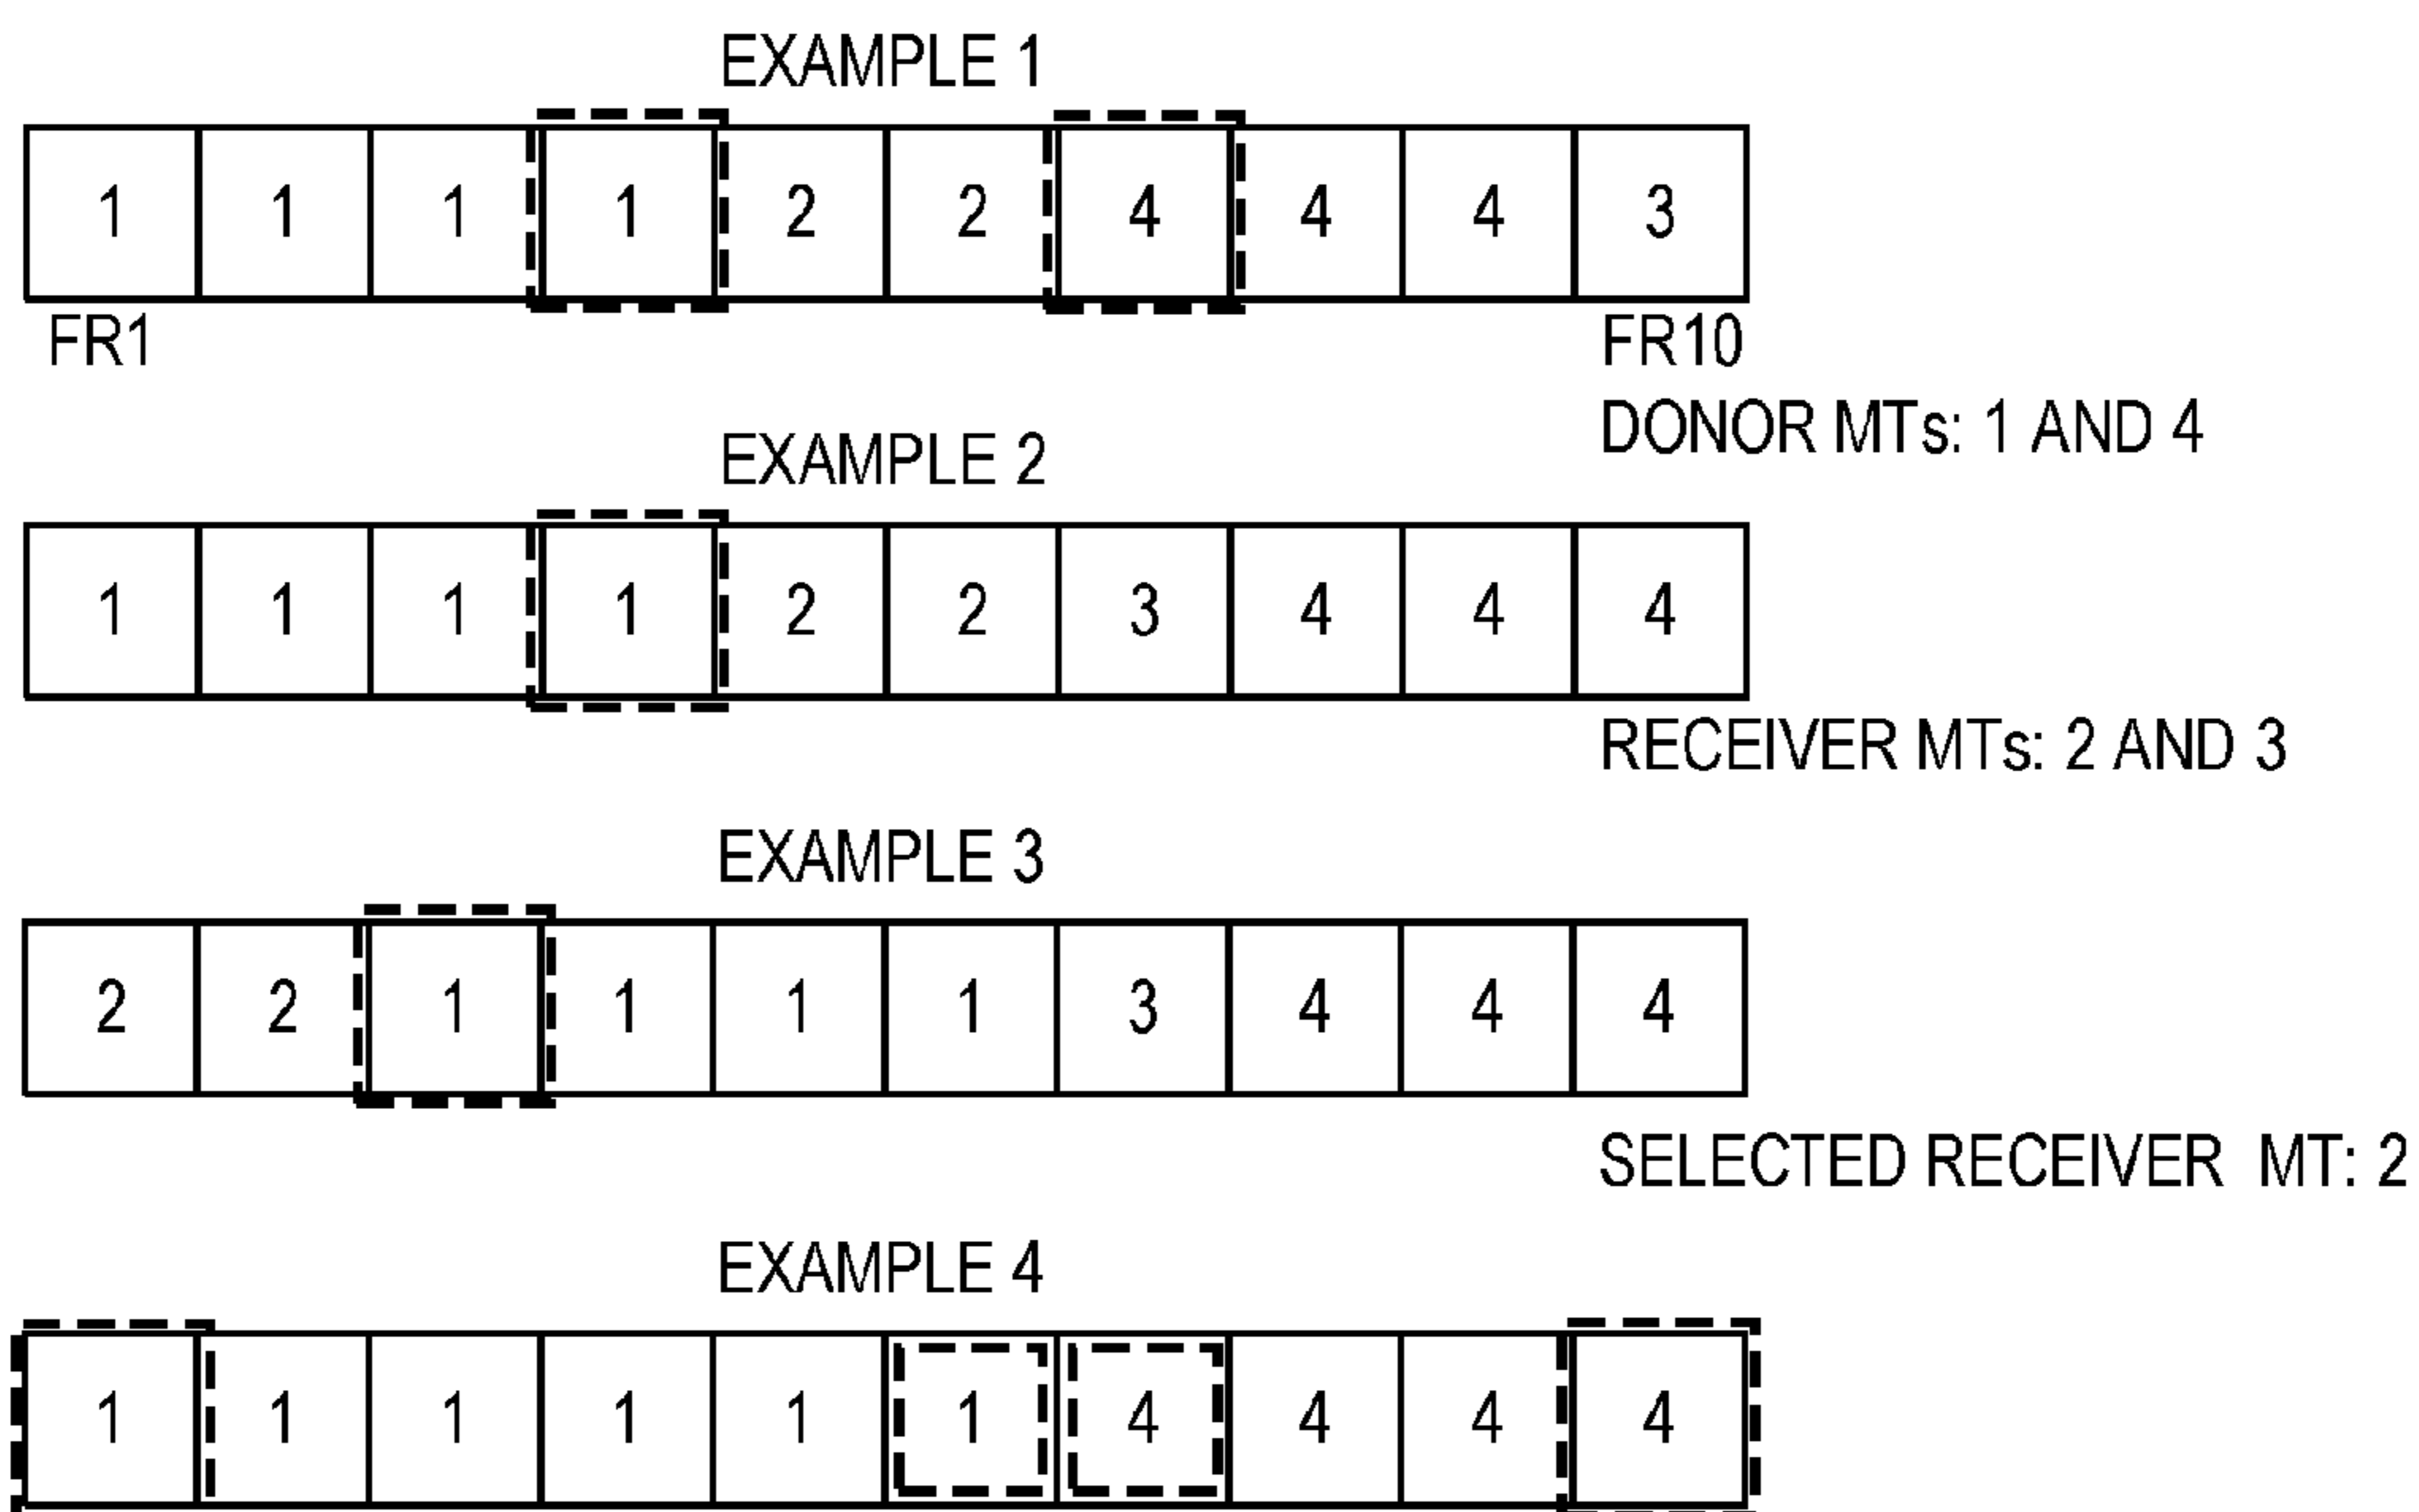 EXAMPLE 1
1 1 1 1 2 2 4 4 4 3
FR1 FR10
DONOR MTs: 1 AND 4
EXAMPLE 2
1 1 1 1 2 2 3 4 4 4
RECEIVER MTs: 2 AND 3
EXAMPLE 3
2 2 1 1 1 1 3 4 4 4
SELECTED RECEIVER MT: 2
EXAMPLE 4
1 1 1 1 1 1 4 4 4 4